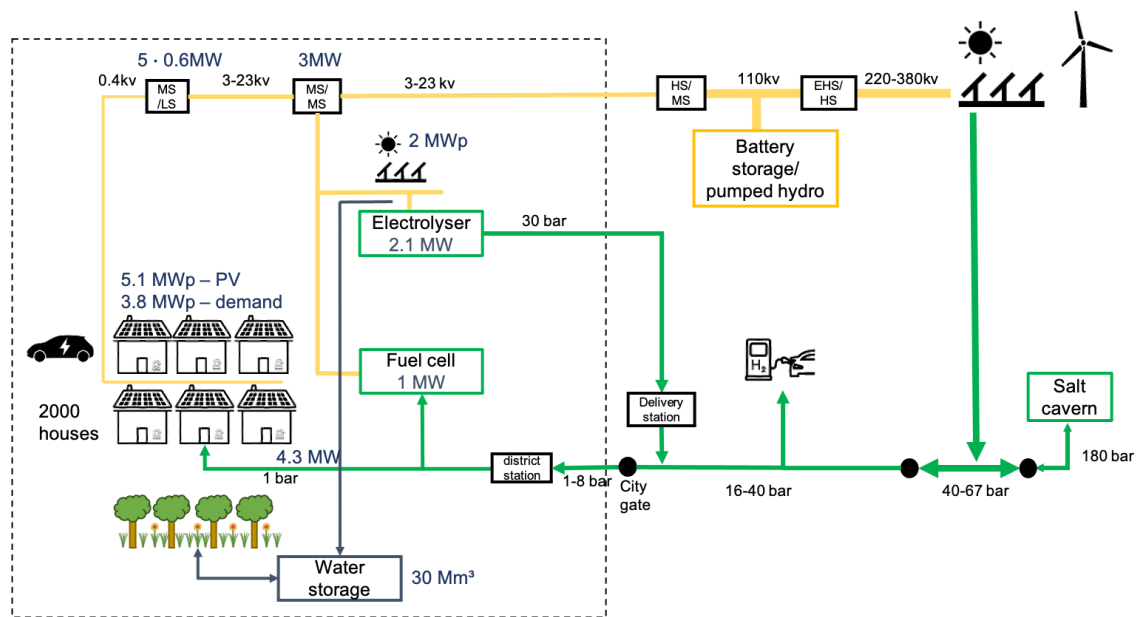 5 · 0.6MW
3MW
0.4kv
MS
/LS
3-23kv
MS/
MS
3-23 kv
HS/
MS
110kv
EHS/
HS
220-380kv
2 MWp
Battery
storage/
pumped hydro
Electrolyser
2.1 MW
30 bar
5.1 MWp – PV
3.8 MWp – demand
Fuel cell
1 MW
H2
2000
houses
Delivery
station
Salt
cavern
4.3 MW
1 bar
district
station
1-8 bar
City
gate
16-40 bar
40-67 bar
180 bar
Water
storage
30 Mm³